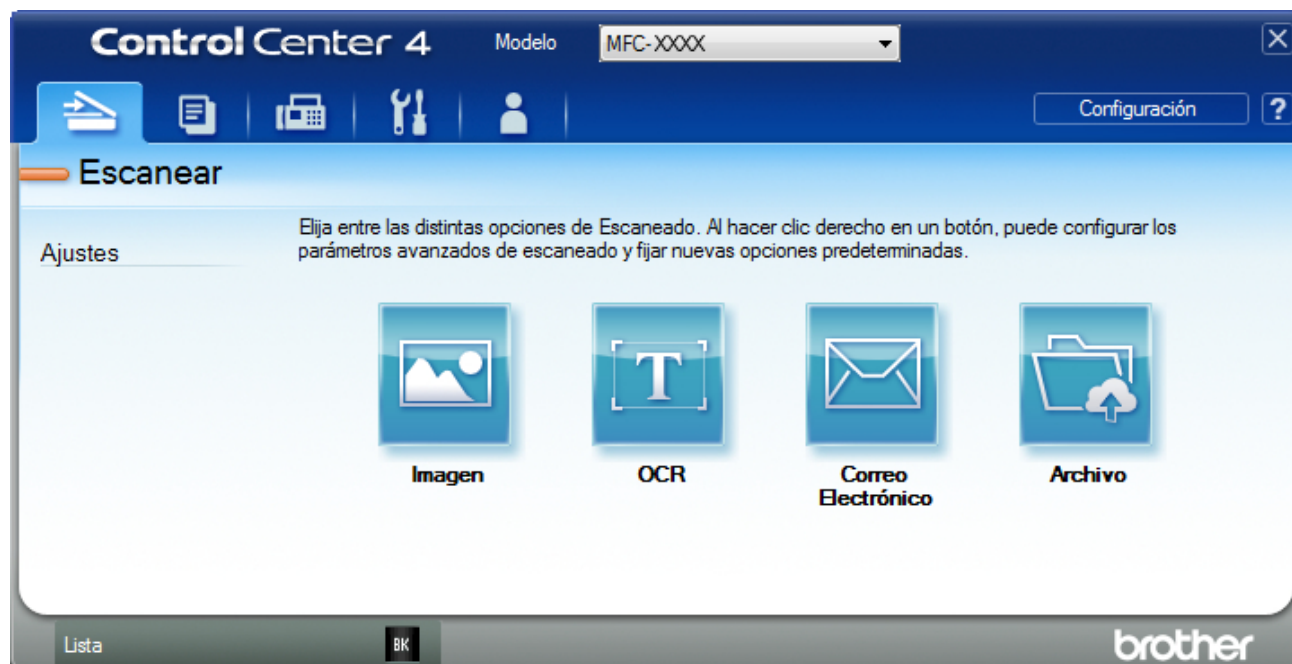 Control Center 4
Modelo
MFC-XXXX
Configuración
?
Escanear
Ajustes
Elija entre las distintas opciones de Escaneado. Al hacer clic derecho en un botón, puede configurar los
parámetros avanzados de escaneado y fijar nuevas opciones predeterminadas.
T
Imagen
OCR
Correo
Electrónico
Archivo
Lista
BK
brother